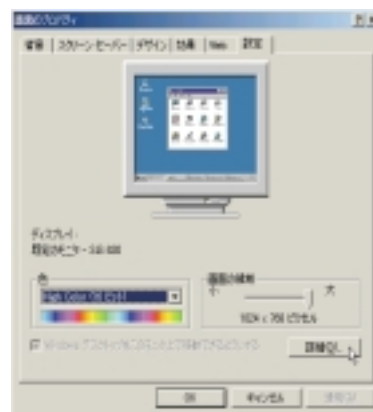 画面のプロパティ
背景 スクリーン セーバー デザイン 効果 Web 設定
ディスプレイ:
色
画面の領域
High Color (16 ビット)
小 大
1024 x 768 ピクセル
詳細(D)...
OK キャンセル 適用(A)